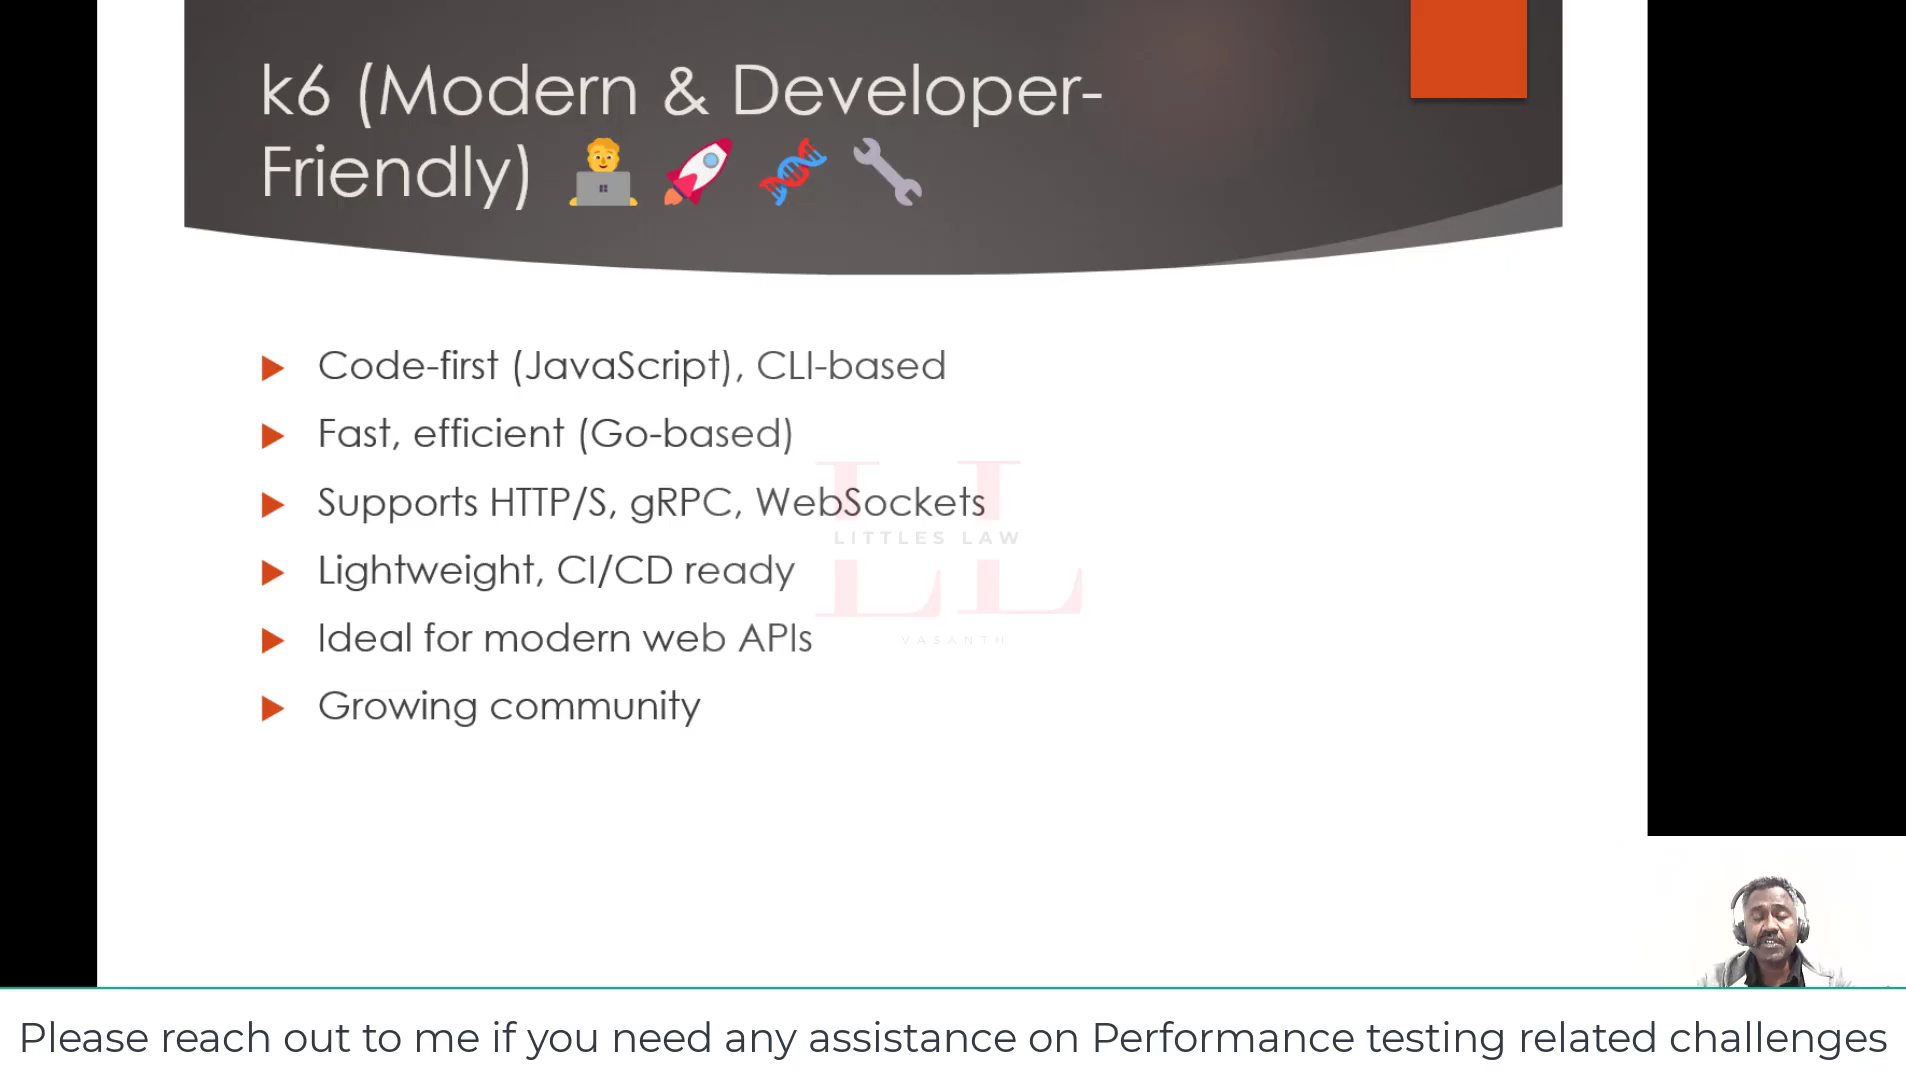 k6 (Modern & Developer-
Friendly)
Code-first (JavaScript), CLI-based
Fast, efficient (Go-based)
Supports HTTP/S, gRPC, WebSockets
LITTLES LAW
Lightweight, CI/CD ready
Ideal for modern web APIs
VASANTH
Growing community
Please reach out to me if you need any assistance on Performance testing related challenges